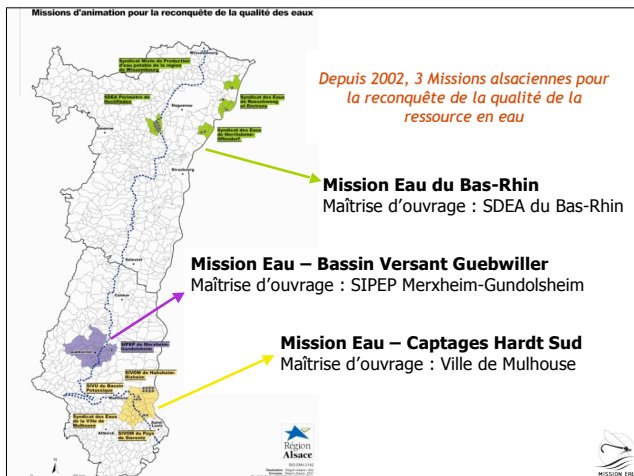 Missions d'animation pour la reconquête de la qualité des eaux
Depuis 2002, 3 Missions alsaciennes pour
la reconquête de la qualité de la
ressource en eau
Syndicat Mixte de Production
d'eau potable de la région
de Wissembourg
Wissembourg
SDEA Périmètre de
Hochfelden
Haguenau
Syndicat des Eaux
de Roeschwoog
et Environs
Saverne
Syndicat des Eaux
de Herrlisheim-
Offendorf
Strasbourg
Mission Eau du Bas-Rhin
Maîtrise d'ouvrage : SDEA du Bas-Rhin
Sélestat
Mission Eau – Bassin Versant Guebwiller
Maîtrise d'ouvrage : SIPEP Merxheim-Gundolsheim
Colmar
SIPEP de Merxheim-
Gundolsheim
Guebwiller
Mission Eau – Captages Hardt Sud
Maîtrise d'ouvrage : Ville de Mulhouse
SIVOM de Habsheim-
Rixheim
SIVU du Bassin
Potassique
Mulhouse
Syndicat des Eaux
de la Ville de
Mulhouse
Altkirch
SIVOM du Pays
de Sierentz
Région
Alsace
MISSION EAU